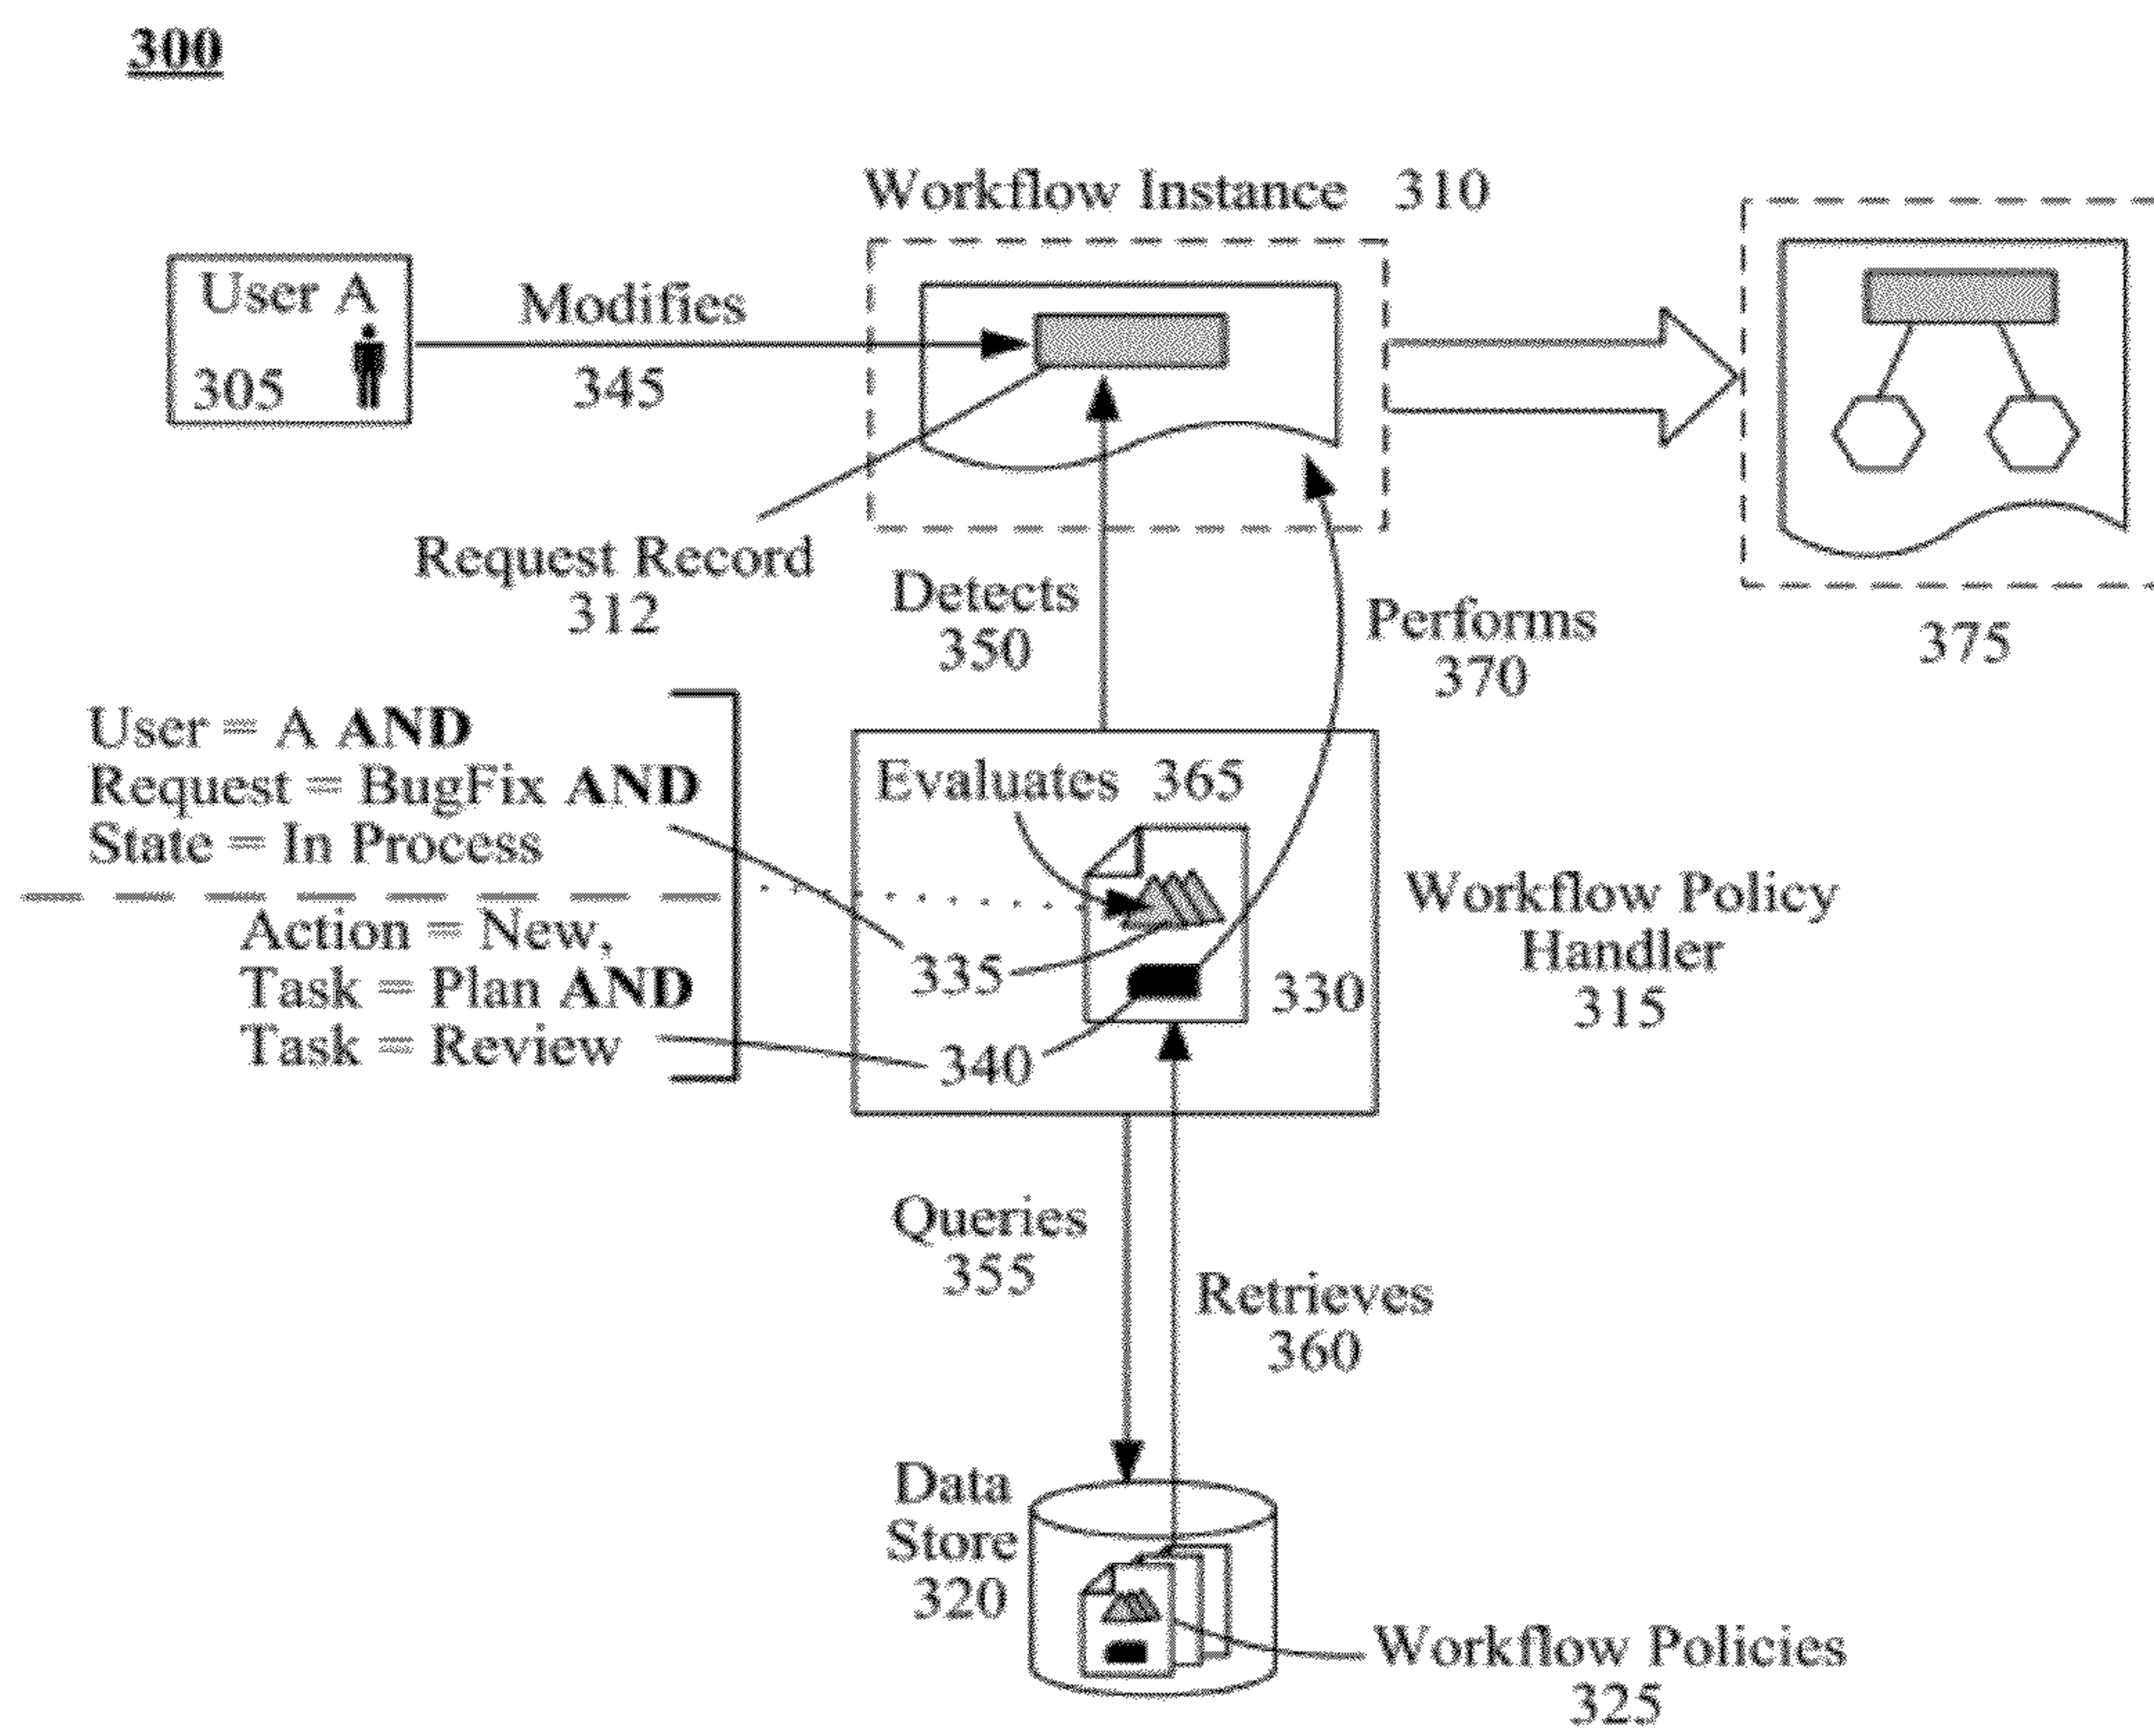 300
Workflow Instance 310
User A
305
Modifies
345
Request Record
312
Detects
350
Performs
370
375
User = A AND
Request = BugFix AND
State = In Process
Action = New,
Task = Plan AND
Task = Review
Evaluates 365
335
330
340
Workflow Policy
Handler
315
Queries
355
Retrieves
360
Data
Store
320
Workflow Policies
325